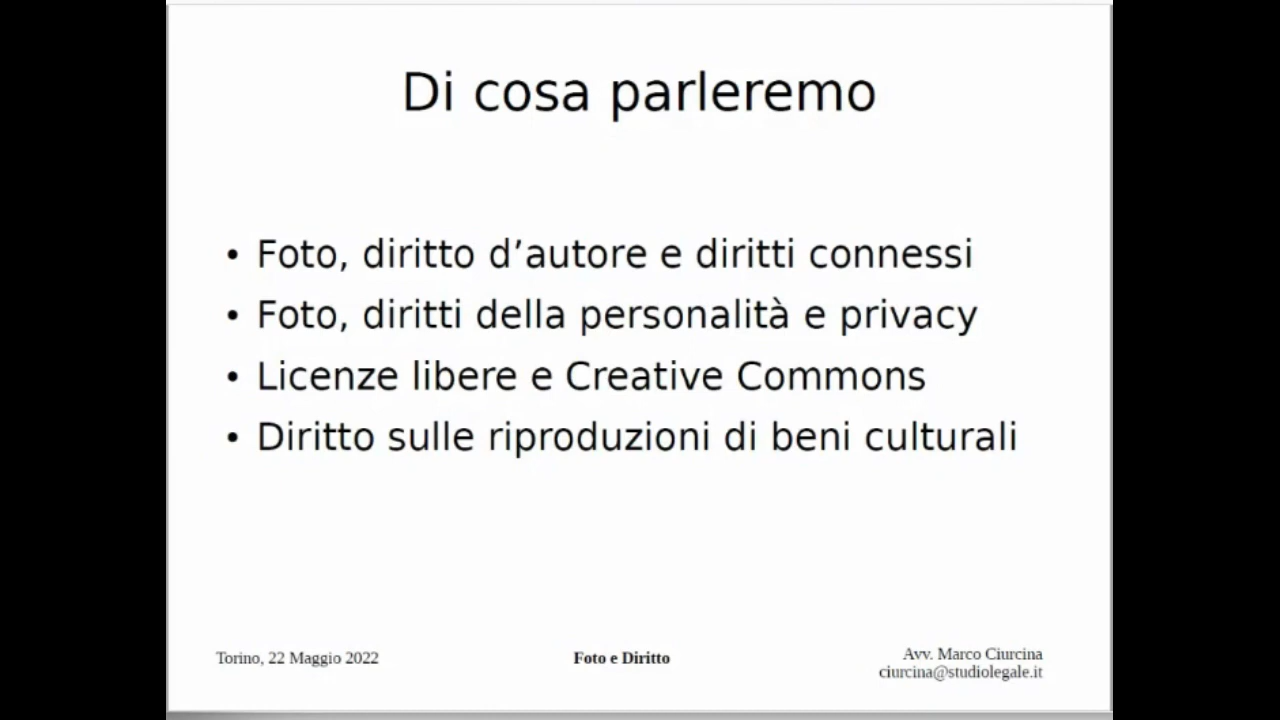 Di cosa parleremo
• Foto, diritto d’autore e diritti connessi
• Foto, diritti della personalità e privacy
• Licenze libere e Creative Commons
• Diritto sulle riproduzioni di beni culturali
Torino, 22 Maggio 2022
Foto e Diritto
Avv. Marco Ciurcina
ciurcina@studiolegale.it